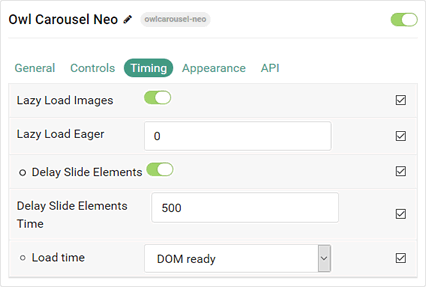 Owl Carousel Neo owlcarousel-neo
General Controls Timing Appearance API
Lazy Load Images
Lazy Load Eager 0
Delay Slide Elements
Delay Slide Elements 500
Time
Load time DOM ready